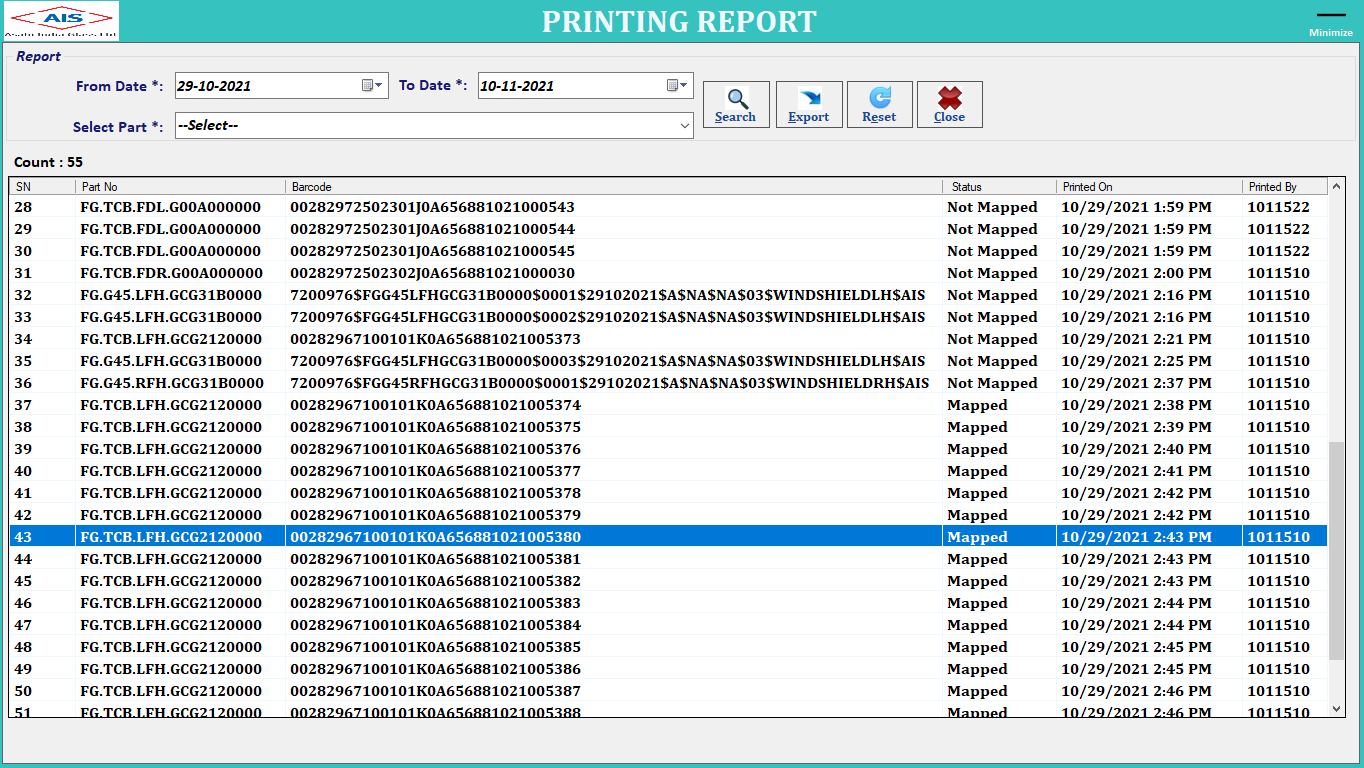 AIS
Asahi India Glass Ltd
PRINTING REPORT
Minimize
Report
From Date *: 29-10-2021 To Date *: 10-11-2021
Search Export Reset Close
Select Part *: --Select--
Count : 55
SN Part No Barcode Status Printed On Printed By
28 FG.TCB.FDL.G00A000000 00282972502301J0A656881021000543 Not Mapped 10/29/2021 1:59 PM 1011522
29 FG.TCB.FDL.G00A000000 00282972502301J0A656881021000544 Not Mapped 10/29/2021 1:59 PM 1011522
30 FG.TCB.FDL.G00A000000 00282972502301J0A656881021000545 Not Mapped 10/29/2021 1:59 PM 1011522
31 FG.TCB.FDR.G00A000000 00282972502302J0A656881021000030 Not Mapped 10/29/2021 2:00 PM 1011510
32 FG.G45.LFH.GCG31B0000 7200976$FGG45LFHGCG31B0000$0001$29102021$A$NA$NA$03$WINDSHIELDLH$AIS Not Mapped 10/29/2021 2:16 PM 1011510
33 FG.G45.LFH.GCG31B0000 7200976$FGG45LFHGCG31B0000$0002$29102021$A$NA$NA$03$WINDSHIELDLH$AIS Not Mapped 10/29/2021 2:16 PM 1011510
34 FG.TCB.LFH.GCG2120000 00282967100101K0A656881021005373 Not Mapped 10/29/2021 2:21 PM 1011510
35 FG.G45.LFH.GCG31B0000 7200976$FGG45LFHGCG31B0000$0003$29102021$A$NA$NA$03$WINDSHIELDLH$AIS Not Mapped 10/29/2021 2:25 PM 1011510
36 FG.G45.RFH.GCG31B0000 7200976$FGG45RFHGCG31B0000$0001$29102021$A$NA$NA$03$WINDSHIELDRH$AIS Not Mapped 10/29/2021 2:37 PM 1011510
37 FG.TCB.LFH.GCG2120000 00282967100101K0A656881021005374 Mapped 10/29/2021 2:38 PM 1011510
38 FG.TCB.LFH.GCG2120000 00282967100101K0A656881021005375 Mapped 10/29/2021 2:39 PM 1011510
39 FG.TCB.LFH.GCG2120000 00282967100101K0A656881021005376 Mapped 10/29/2021 2:40 PM 1011510
40 FG.TCB.LFH.GCG2120000 00282967100101K0A656881021005377 Mapped 10/29/2021 2:41 PM 1011510
41 FG.TCB.LFH.GCG2120000 00282967100101K0A656881021005378 Mapped 10/29/2021 2:42 PM 1011510
42 FG.TCB.LFH.GCG2120000 00282967100101K0A656881021005379 Mapped 10/29/2021 2:42 PM 1011510
43 FG.TCB.LFH.GCG2120000 00282967100101K0A656881021005380 Mapped 10/29/2021 2:43 PM 1011510
44 FG.TCB.LFH.GCG2120000 00282967100101K0A656881021005381 Mapped 10/29/2021 2:43 PM 1011510
45 FG.TCB.LFH.GCG2120000 00282967100101K0A656881021005382 Mapped 10/29/2021 2:43 PM 1011510
46 FG.TCB.LFH.GCG2120000 00282967100101K0A656881021005383 Mapped 10/29/2021 2:44 PM 1011510
47 FG.TCB.LFH.GCG2120000 00282967100101K0A656881021005384 Mapped 10/29/2021 2:44 PM 1011510
48 FG.TCB.LFH.GCG2120000 00282967100101K0A656881021005385 Mapped 10/29/2021 2:45 PM 1011510
49 FG.TCB.LFH.GCG2120000 00282967100101K0A656881021005386 Mapped 10/29/2021 2:45 PM 1011510
50 FG.TCB.LFH.GCG2120000 00282967100101K0A656881021005387 Mapped 10/29/2021 2:46 PM 1011510
51 FG.TCB.LFH.GCG2120000 00282967100101K0A656881021005388 Mapped 10/29/2021 2:46 PM 1011510